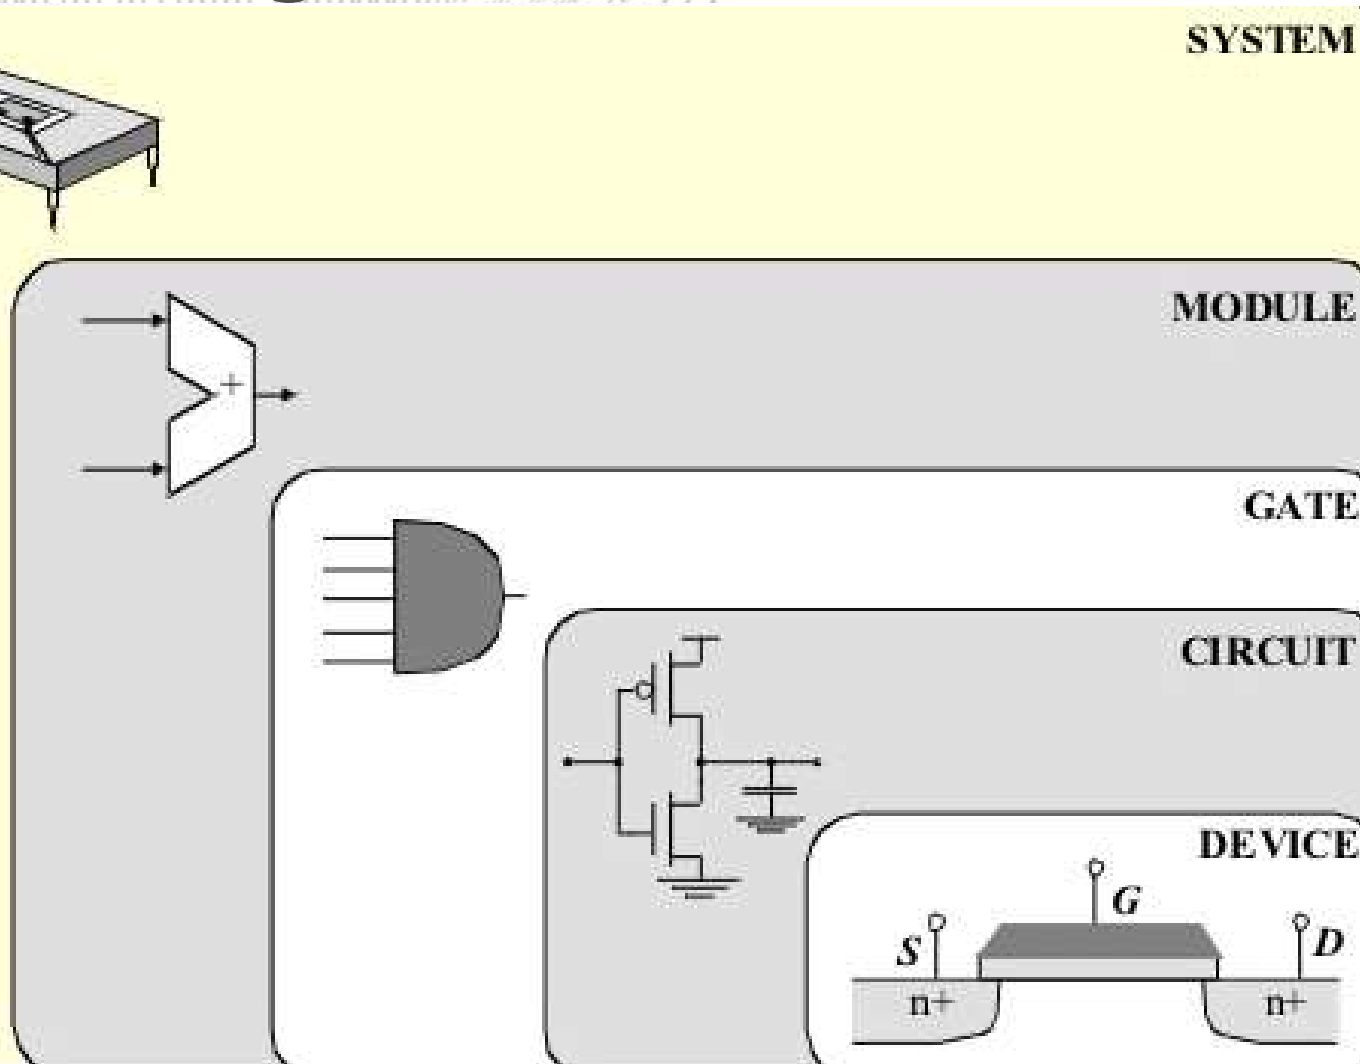 SYSTEM
MODULE
+
GATE
CIRCUIT
DEVICE
G
S
D
n+
n+